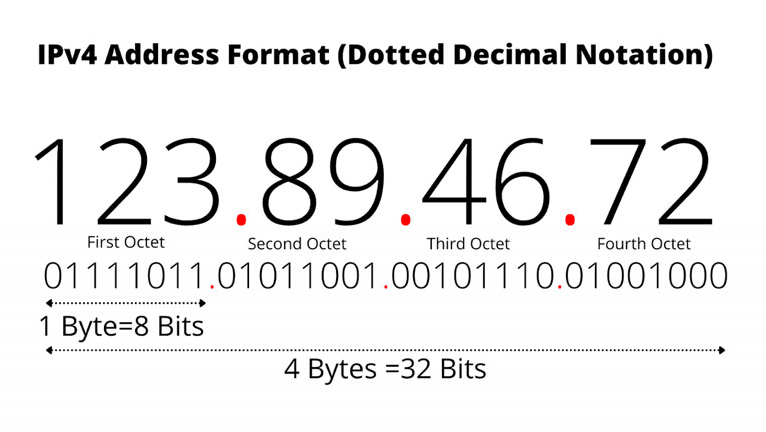 IPv4 Address Format (Dotted Decimal Notation)
123.89.46.72
First Octet Second Octet Third Octet Fourth Octet
01111011.01011001.00101110.01001000
1 Byte=8 Bits
4 Bytes =32 Bits